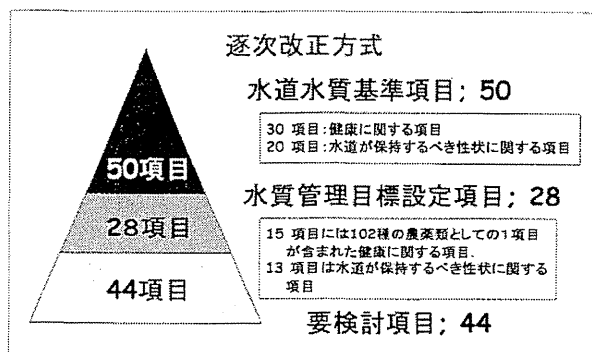 逐次改正方式
水道水質基準項目; 50
30 項目:健康に関する項目
20 項目:水道が保持するべき性状に関する項目
50項目
水質管理目標設定項目; 28
28項目
15 項目には102種の農薬類としての1項目
が含まれた健康に関する項目.
13 項目は水道が保持するべき性状に関する
項目
44項目
要検討項目; 44